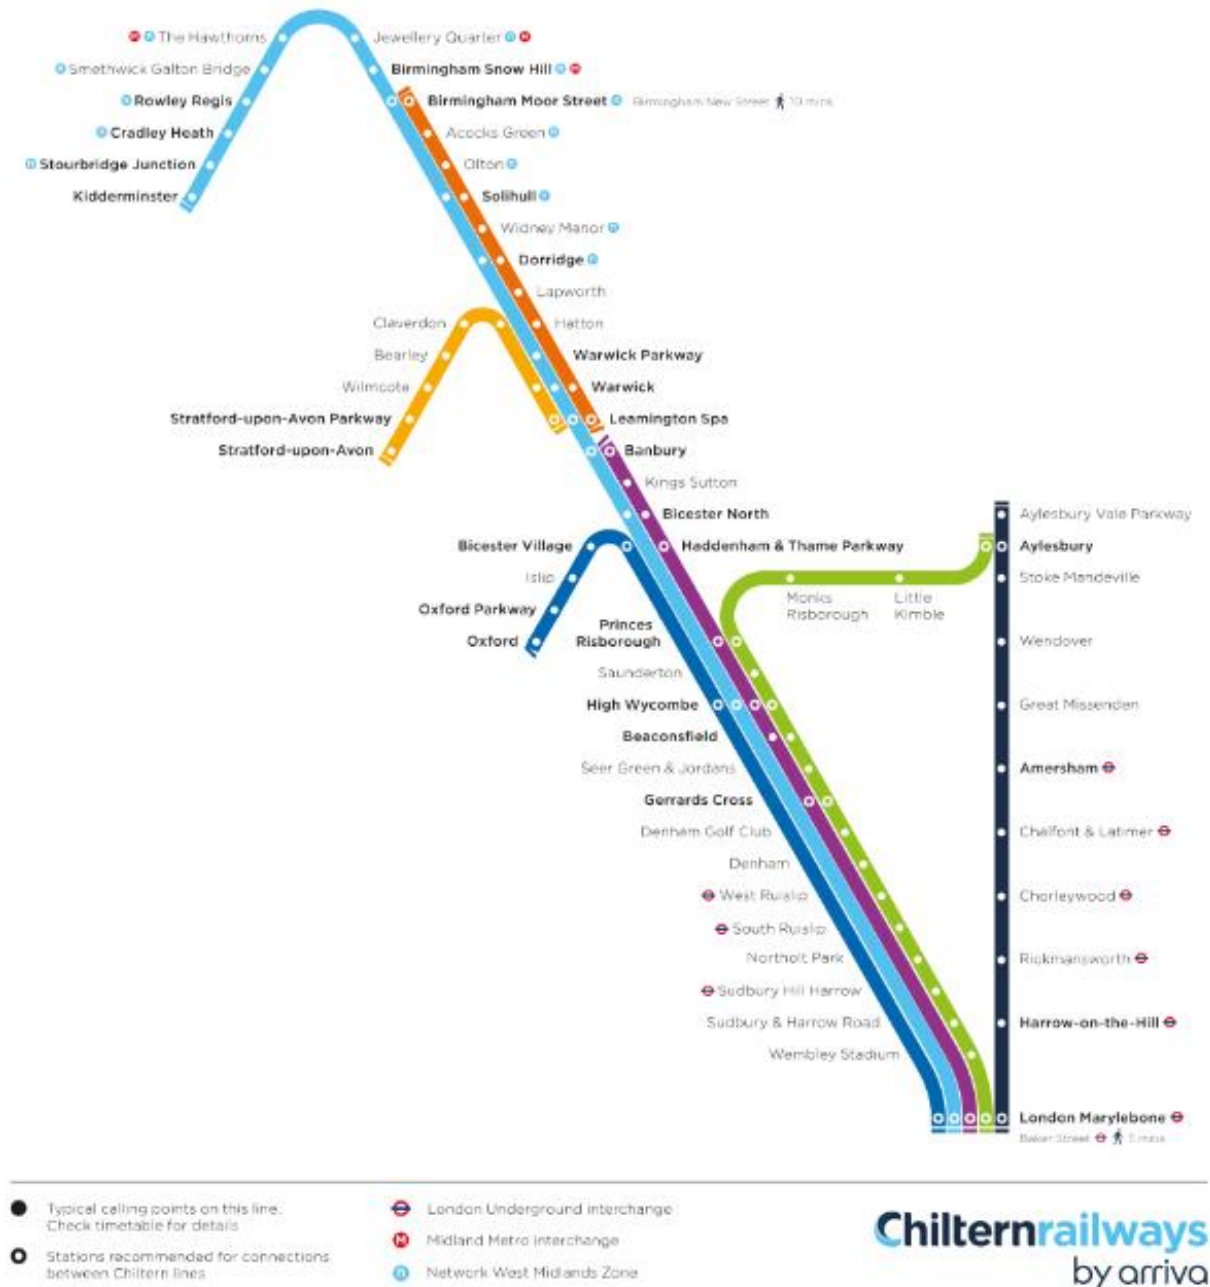 The Hawthorns
Jewellery Quarter
Smethwick Galton Bridge
Birmingham Snow Hill
Rowley Regis
Birmingham Moor Street
Birmingham New Street
10 mins
Cradley Heath
Acocks Green
Stourbridge Junction
Olton
Kidderminster
Solihull
Widney Manor
Dorridge
Lapworth
Claverdon
Hatton
Bearley
Warwick Parkway
Wilmcote
Warwick
Stratford-upon-Avon Parkway
Leamington Spa
Stratford-upon-Avon
Banbury
Kings Sutton
Bicester North
Aylesbury Vale Parkway
Bicester Village
Haddenham & Thame Parkway
Aylesbury
Islip
Monks
Risborough
Little
Kimble
Stoke Mandeville
Oxford Parkway
Oxford
Princes
Risborough
Wendover
Saunderton
High Wycombe
Great Missenden
Beaconsfield
Seer Green & Jordans
Amersham
Gerrards Cross
Denham Golf Club
Chalfont & Latimer
Denham
West Ruislip
Chorleywood
South Ruislip
Northolt Park
Rickmansworth
Sudbury Hill Harrow
Sudbury & Harrow Road
Harrow-on-the-Hill
Wembley Stadium
London Marylebone
Baker Street
5 mins
Typical calling points on this line.
Check timetable for details
Stations recommended for connections
between Chiltern lines
London Underground interchange
Midland Metro interchange
Network West Midlands Zone
Chilternrailways
by arriva